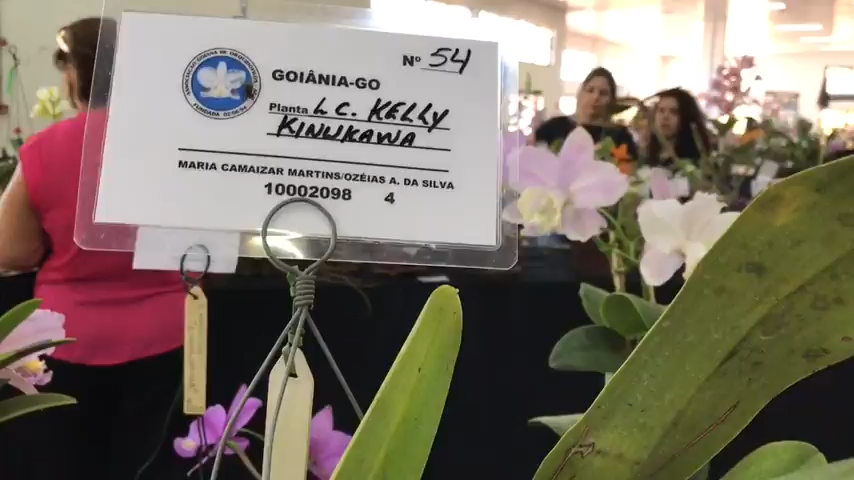 Nº 54
GOIÂNIA-GO
Planta L C. KELLY
KINUKAWA
MARIA CAMAIZAR MARTINS/OZÉIAS A. DA SILVA
10002098 4